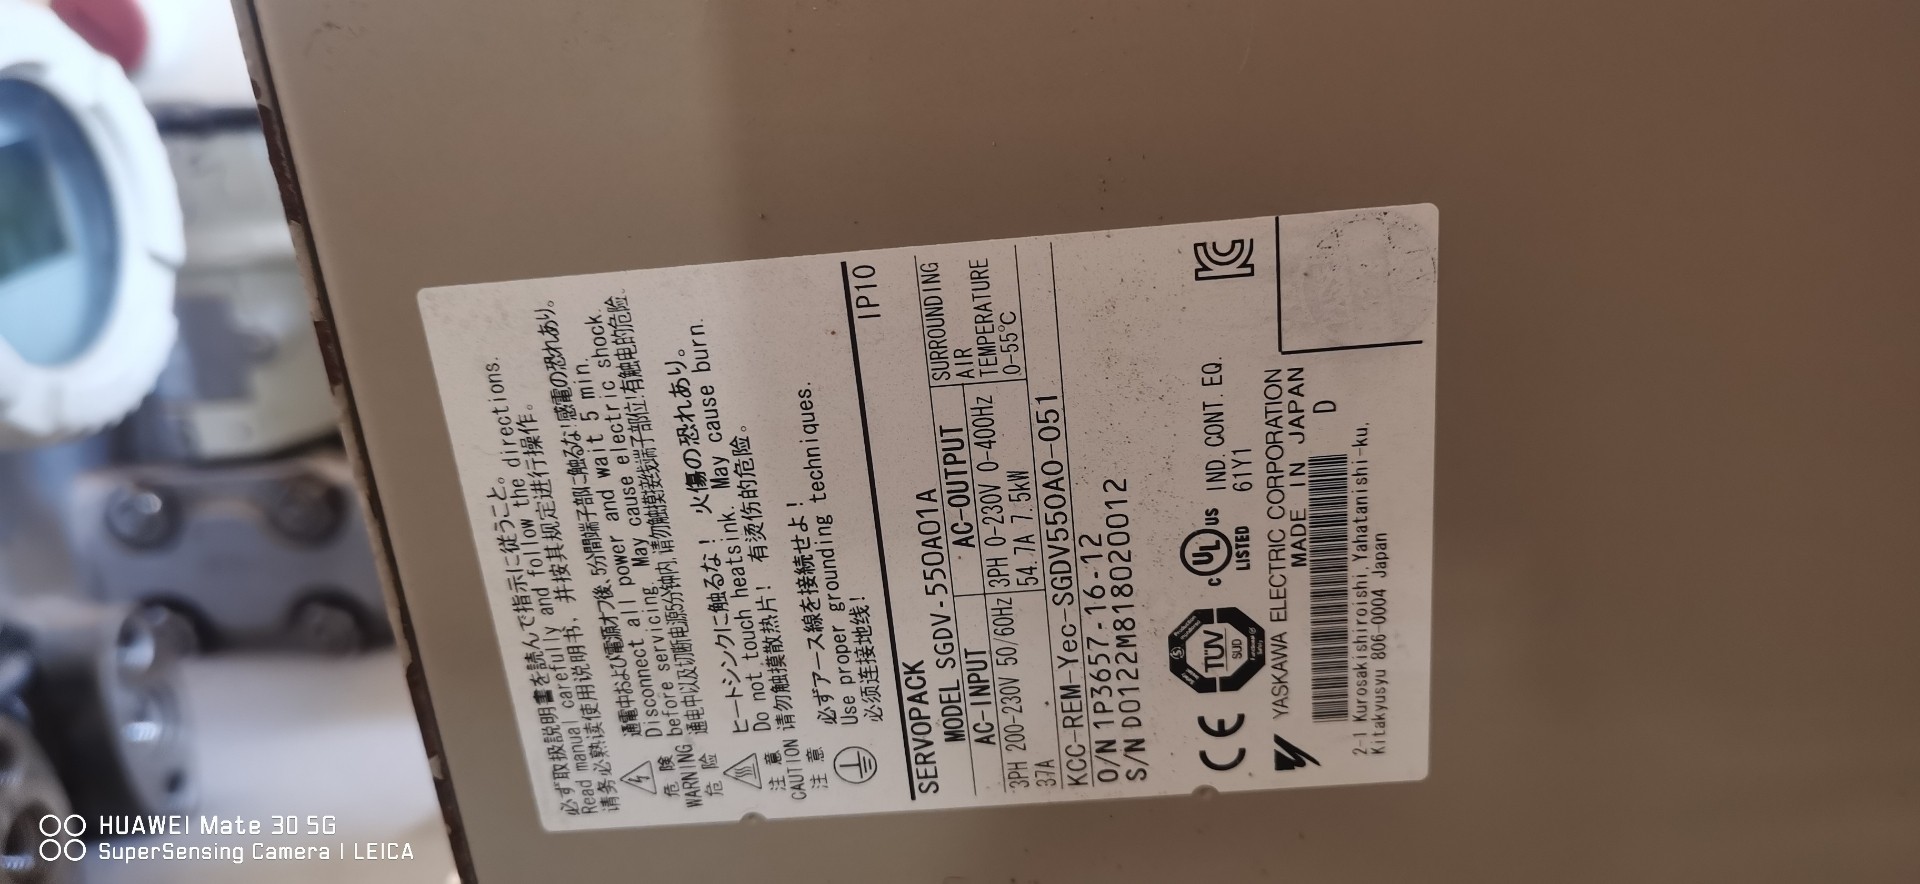 必ず取扱説明書を読んで指示に従うこと。
Read manual carefully and follow the directions.
请务必熟读使用说明书，并按其规定进行操作。
危険
WARNING
危险
通電中および電源オフ後、5分間端子部に触るな!感電の恐れあり。
Disconnect all power and wait 5 min.
before servicing. May cause electric shock.
通电中以及切断电源5分钟内,请勿触摸接线端子部位!有触电的危险。
注意
CAUTION
注意
ヒートシンクに触るな! 火傷の恐れあり。
Do not touch heatsink. May cause burn.
请勿触摸散热片! 有烫伤的危险。
必ずアース線を接続せよ!
Use proper grounding techniques.
必须连接地线!
SERVOPACK
IP10
MODEL SGDV-550A01A
AC-INPUT
AC-OUTPUT
SURROUNDING
AIR
TEMPERATURE
0-55℃
3PH 200-230V 50/60Hz
37A
3PH 0-230V 0-400Hz
54.7A 7.5kW
KCC-REM-Yec-SGDV550A0-051
O/N 1P3657-16-12
S/N D0122M818020012
CE
TÜV
SÜD
c UL us
LISTED
IND. CONT. EQ.
61Y1
YASKAWA ELECTRIC CORPORATION
MADE IN JAPAN
D
2-1 Kurosakishiroishi, Yahatanishi-ku,
Kitakyusyu 806-0004 Japan
HUAWEI Mate 30 5G
SuperSensing Camera | LEICA